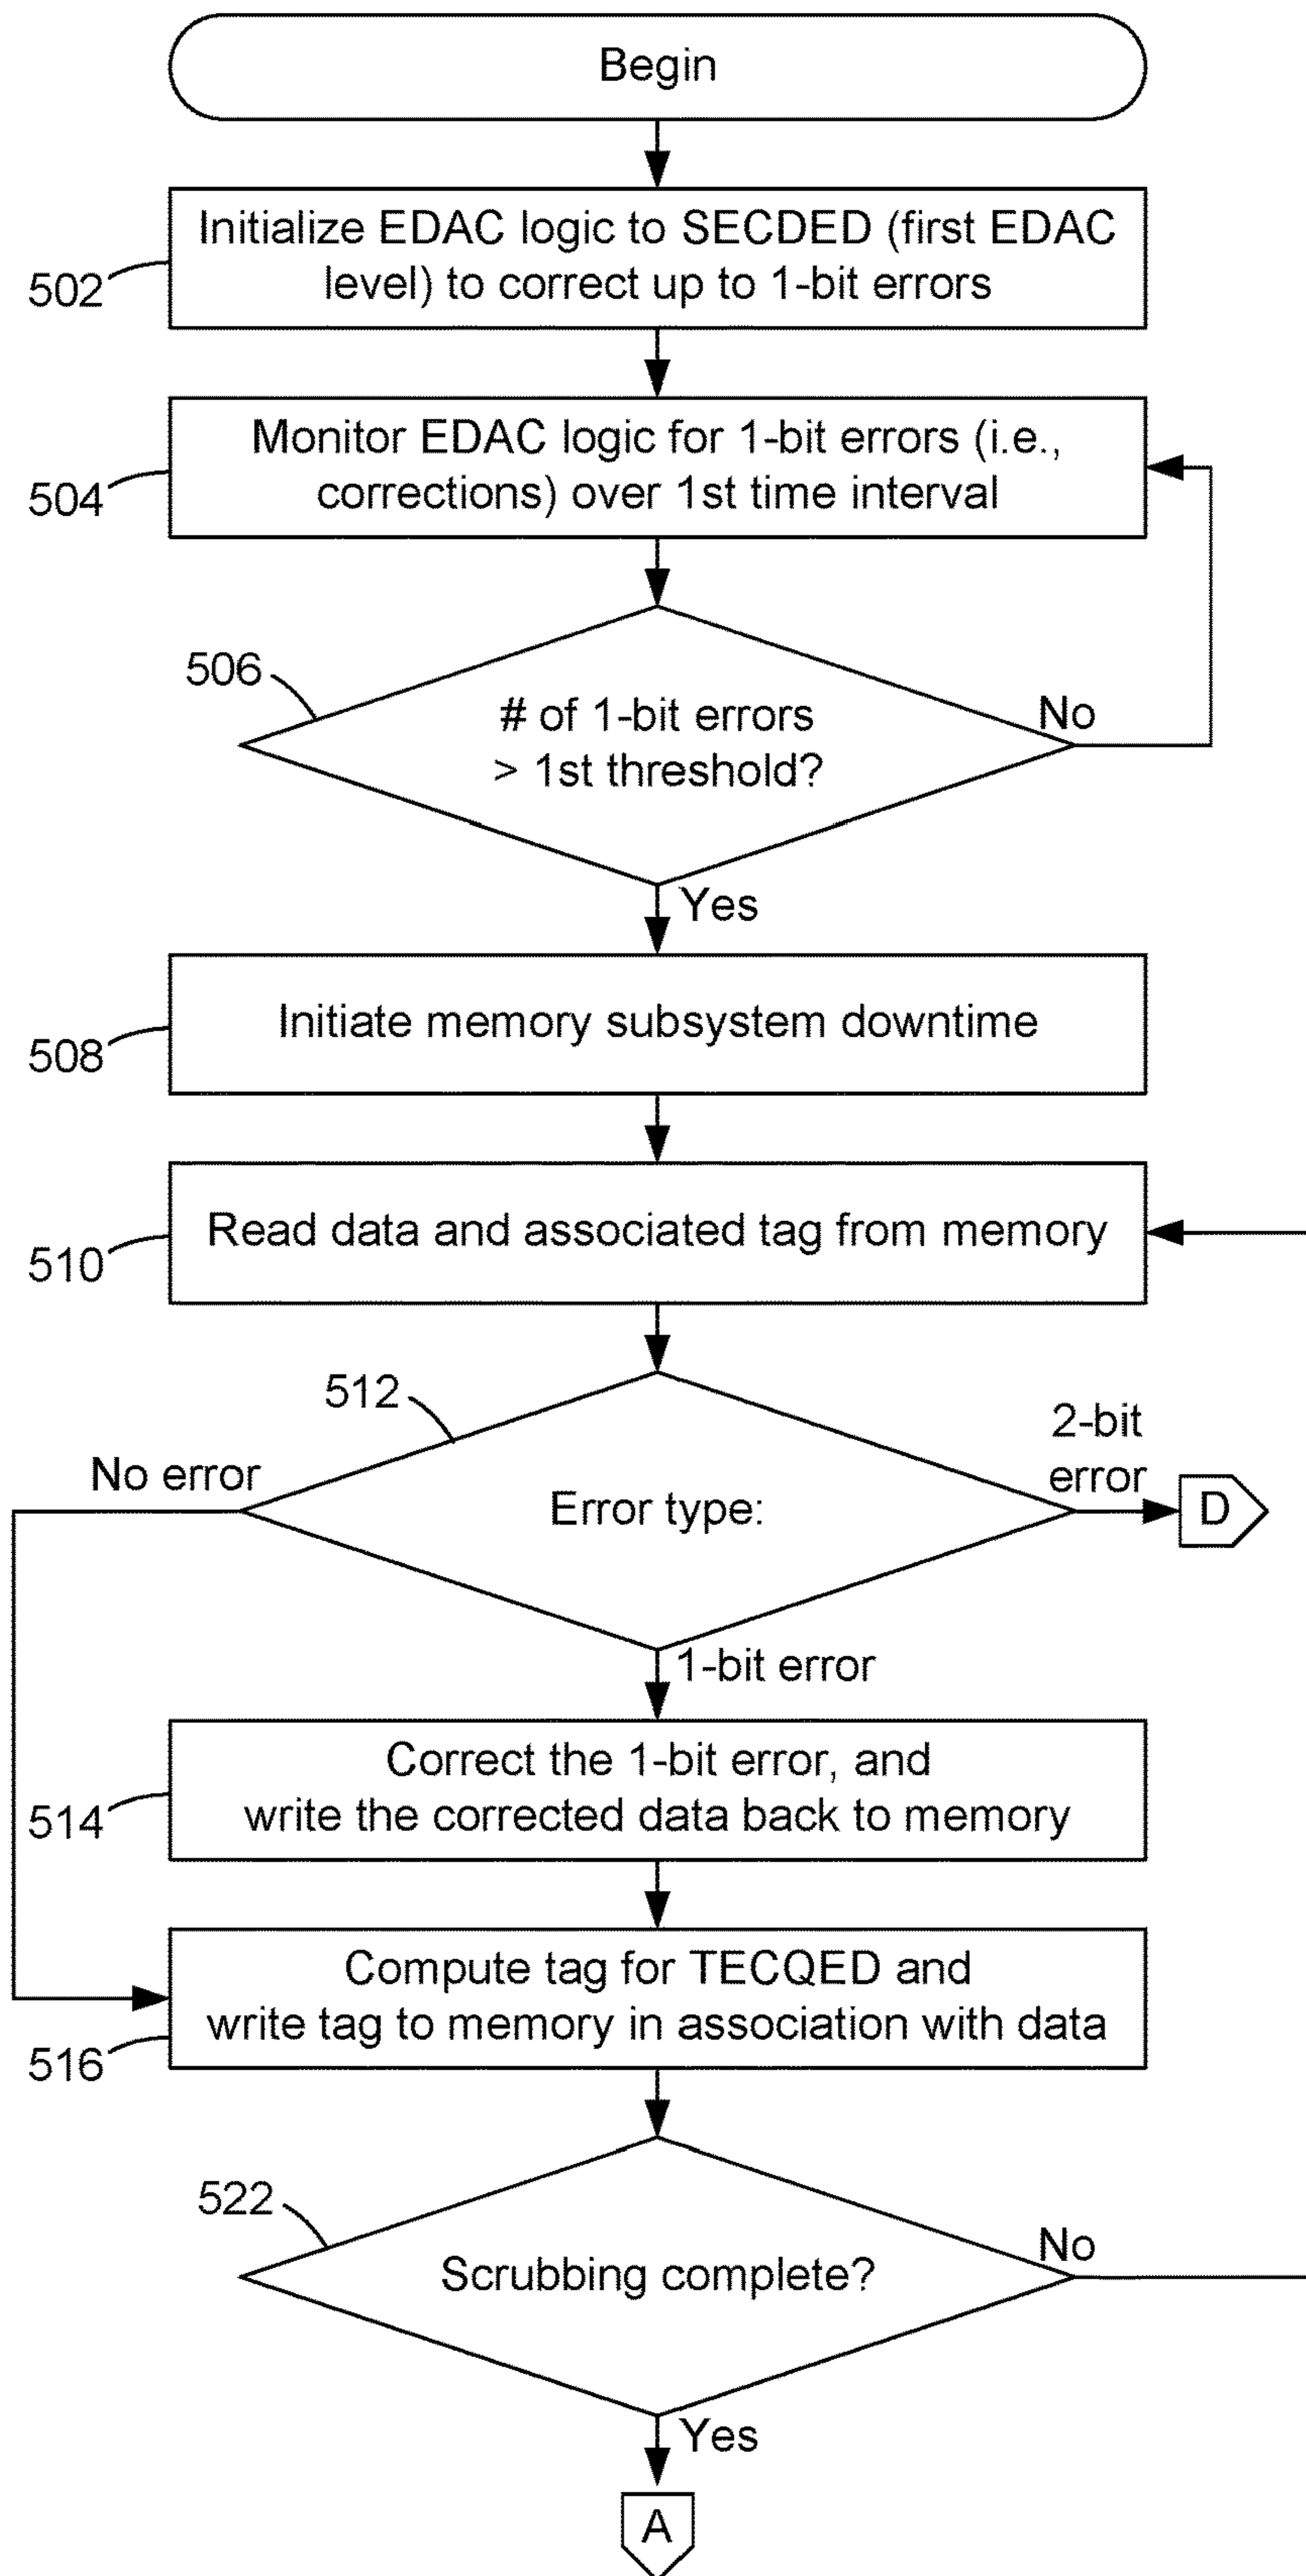 Begin
Initialize EDAC logic to SECDED (first EDAC
level) to correct up to 1-bit errors
502
Monitor EDAC logic for 1-bit errors (i.e.,
corrections) over 1st time interval
504
506
# of 1-bit errors
> 1st threshold?
No
Yes
Initiate memory subsystem downtime
508
Read data and associated tag from memory
510
512
2-bit
error
No error
Error type:
D
1-bit error
Correct the 1-bit error, and
write the corrected data back to memory
514
Compute tag for TECQED and
write tag to memory in association with data
516
522
No
Scrubbing complete?
Yes
A